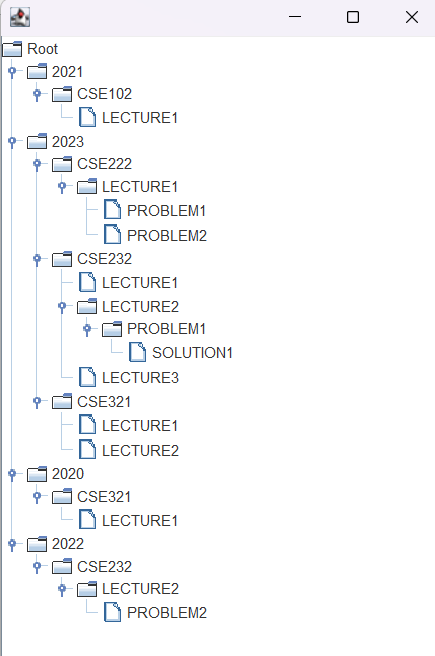 Root
2021
CSE102
LECTURE1
2023
CSE222
LECTURE1
PROBLEM1
PROBLEM2
CSE232
LECTURE1
LECTURE2
PROBLEM1
SOLUTION1
LECTURE3
CSE321
LECTURE1
LECTURE2
2020
CSE321
LECTURE1
2022
CSE232
LECTURE2
PROBLEM2